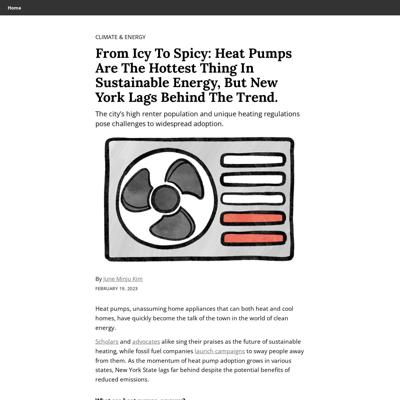 Home
CLIMATE & ENERGY
From Icy To Spicy: Heat Pumps
Are The Hottest Thing In
Sustainable Energy, But New
York Lags Behind The Trend.
The city's high renter population and unique heating regulations
pose challenges to widespread adoption.
By June Minju Kim
FEBRUARY 19, 2023
Heat pumps, unassuming home appliances that can both heat and cool
homes, have quickly become the talk of the town in the world of clean
energy.
Scholars and advocates alike sing their praises as the future of sustainable
heating, while fossil fuel companies launch campaigns to sway people away
from them. As the momentum of heat pump adoption grows in various
states, New York State lags far behind despite the potential benefits of
reduced emissions.